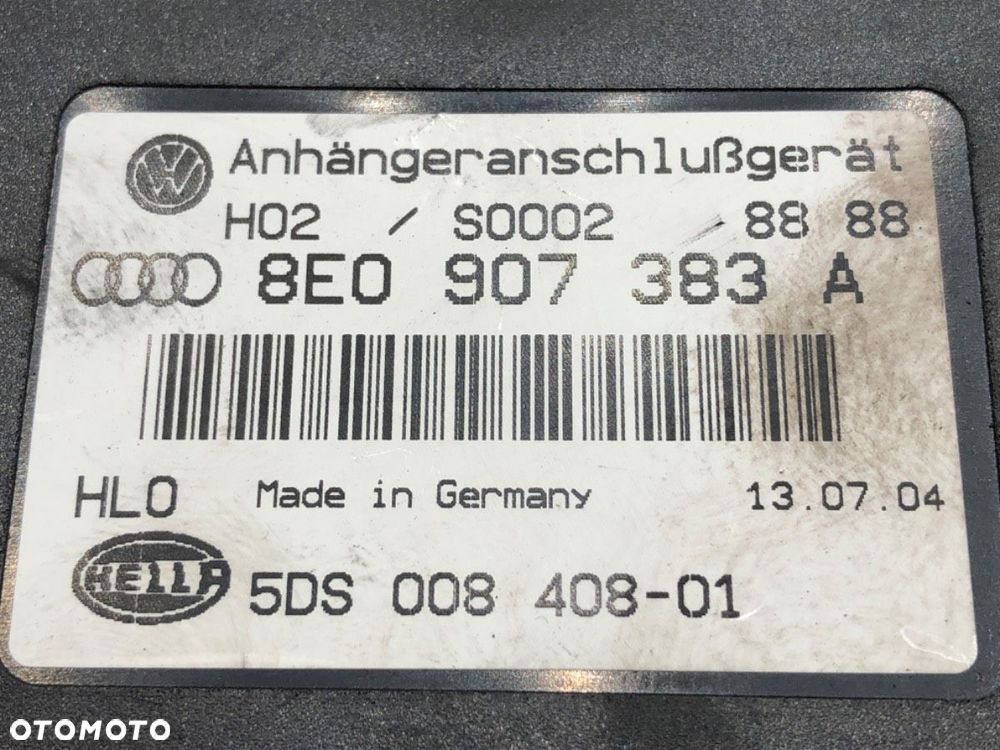 VW Anhängeranschlußgerät
H02 / S0002 88 88
8E0 907 383 A
HLO Made in Germany 13.07.04
HELLA 5DS 008 408-01
OTOMOTO